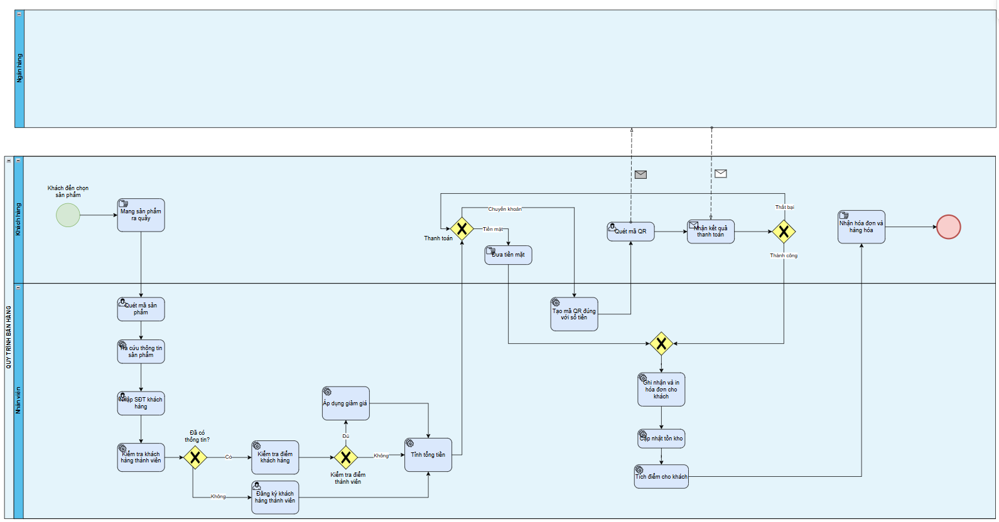 Ngân hàng
QUY TRÌNH BÁN HÀNG
Khách hàng
Khách đến chọn
sản phẩm
Mang sản phẩm
ra quầy
Thanh toán
Chuyển khoản
Tiền mặt
Đưa tiền mặt
Quét mã QR
Nhận kết quả
thanh toán
Thất bại
Thành công
Nhận hóa đơn và
hàng hóa
Nhân viên
Quét mã sản
phẩm
Tra cứu thông tin
sản phẩm
Nhập SĐT khách
hàng
Kiểm tra khách
hàng thành viên
Đã có
thông tin?
Có
Không
Kiểm tra điểm
khách hàng
Đăng ký khách
hàng thành viên
Áp dụng giảm giá
Đủ
Không
Kiểm tra điểm
thành viên
Tính tổng tiền
Tạo mã QR đúng
với số tiền
Ghi nhận và in
hóa đơn cho
khách
Cập nhật tồn kho
Tích điểm cho khách